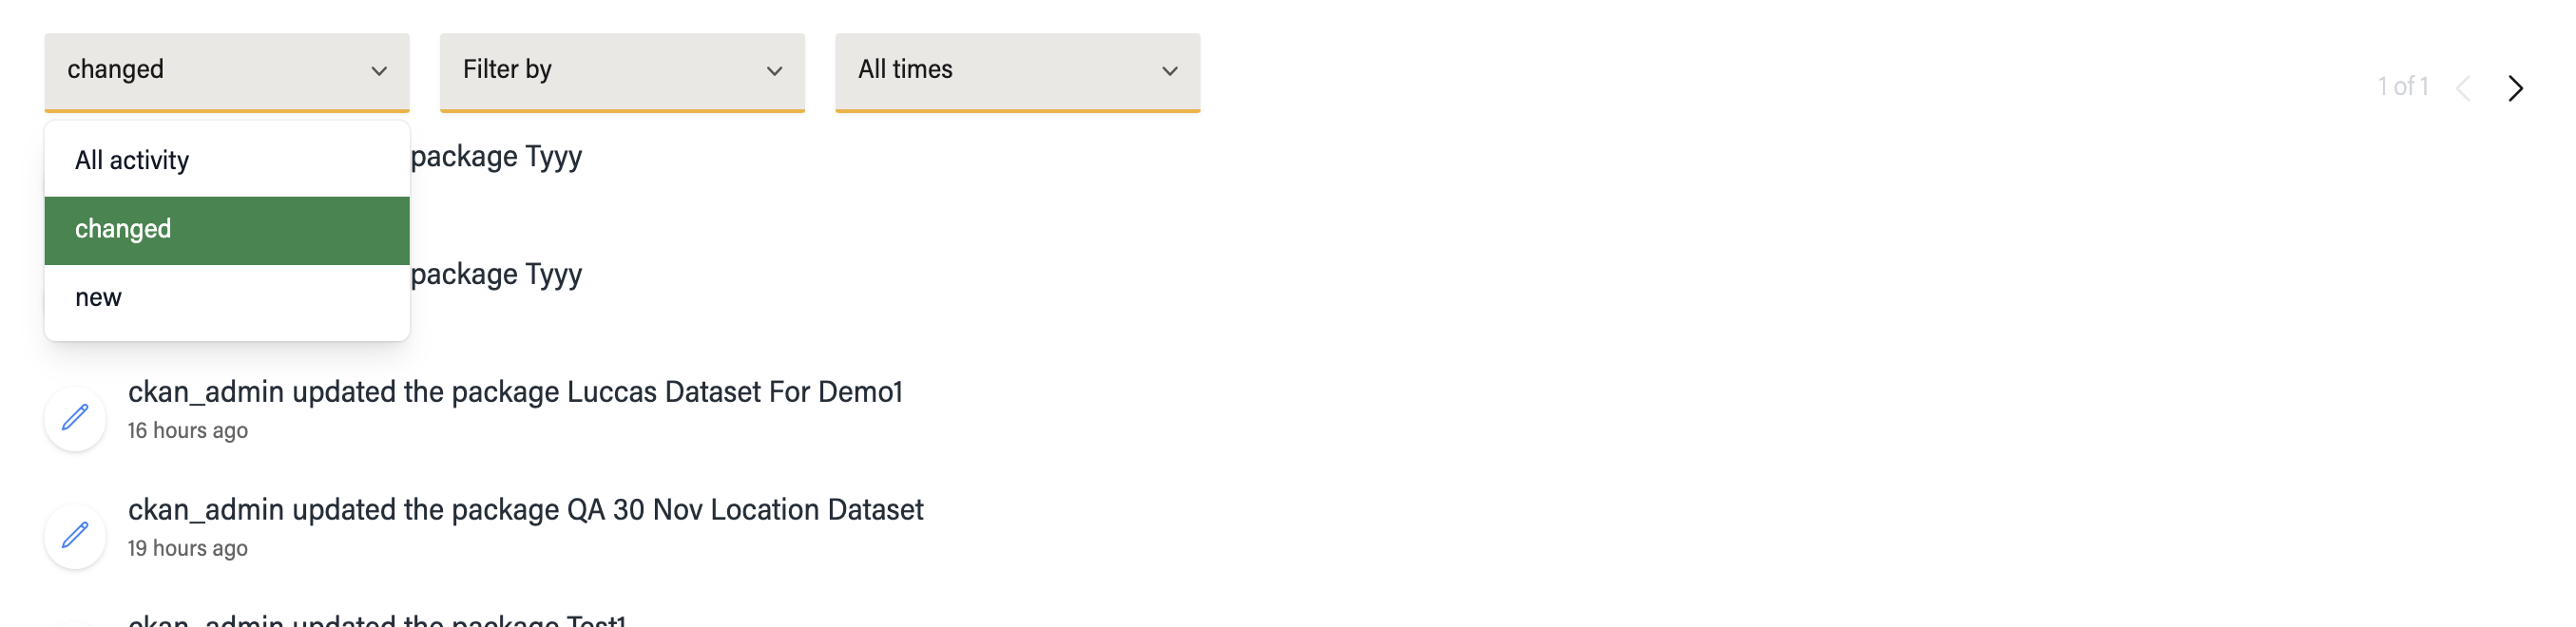 changed
Filter by
All times
1 of 1
All activity
package Tyyy
changed
package Tyyy
new
ckan_admin updated the package Luccas Dataset For Demo1
16 hours ago
ckan_admin updated the package QA 30 Nov Location Dataset
19 hours ago
ckan_admin updated the package Test1